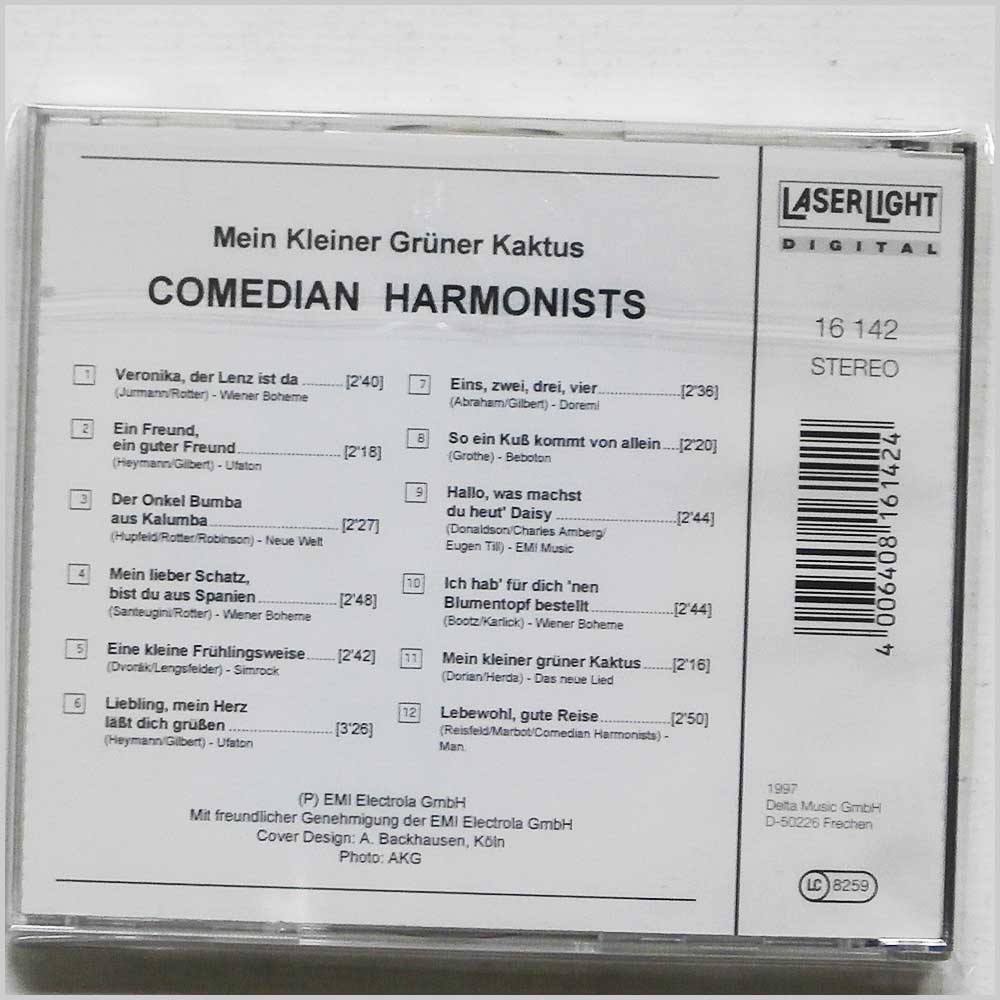 Mein Kleiner Grüner Kaktus
COMEDIAN HARMONISTS
1 Veronika, der Lenz ist da [2'40]
(Jurmann/Rotter) - Wiener Boheme
2 Ein Freund,
ein guter Freund [2'18]
(Heymann/Gilbert) - Ufaton
3 Der Onkel Bumba
aus Kalumba [2'27]
(Hupfeld/Rotter/Robinson) - Neue Welt
4 Mein lieber Schatz,
bist du aus Spanien [2'48]
(Santeugini/Rotter) - Wiener Boheme
5 Eine kleine Frühlingsweise [2'42]
(Dvorák/Lengsfelder) - Simrock
6 Liebling, mein Herz
läßt dich grüßen [3'26]
(Heymann/Gilbert) - Ufaton
7 Eins, zwei, drei, vier [2'36]
(Abraham/Gilbert) - Doremi
8 So ein Kuß kommt von allein [2'20]
(Grothe) - Beboton
9 Hallo, was machst
du heut' Daisy [2'44]
(Donaldson/Charles Amberg/
Eugen Till) - EMI Music
10 Ich hab' für dich 'nen
Blumentopf bestellt [2'44]
(Bootz/Karlick) - Wiener Boheme
11 Mein kleiner grüner Kaktus [2'16]
(Dorian/Herda) - Das neue Lied
12 Lebewohl, gute Reise [2'50]
(Reisfeld/Marbot/Comedian Harmonists) -
Man.
(P) EMI Electrola GmbH
Mit freundlicher Genehmigung der EMI Electrola GmbH
Cover Design: A. Backhausen, Köln
Photo: AKG
LASERLIGHT
DIGITAL
16 142
STEREO
4 006408 161424
1997
Delta Music GmbH
D-50226 Frechen
LC 8259